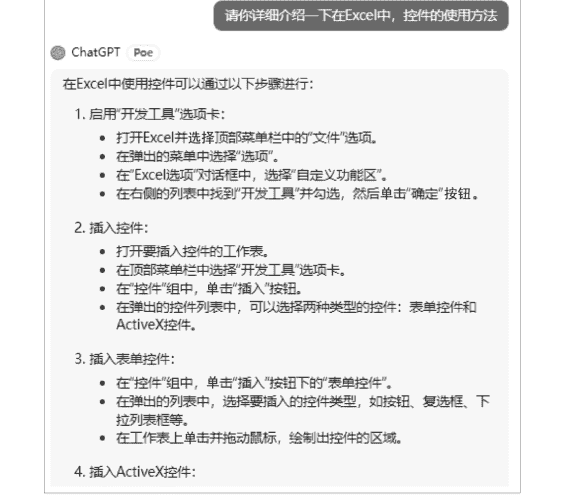 请你详细介绍一下在Excel中，控件的使用方法
ChatGPT Poe
在Excel中使用控件可以通过以下步骤进行：
1. 启用“开发工具”选项卡：
• 打开Excel并选择顶部菜单栏中的“文件”选项。
• 在弹出的菜单中选择“选项”。
• 在“Excel选项”对话框中，选择“自定义功能区”。
• 在右侧的列表中找到“开发工具”并勾选，然后单击“确定”按钮。
2. 插入控件：
• 打开要插入控件的工作表。
• 在顶部菜单栏中选择“开发工具”选项卡。
• 在“控件”组中，单击“插入”按钮。
• 在弹出的控件列表中，可以选择两种类型的控件：表单控件和
ActiveX控件。
3. 插入表单控件：
• 在“控件”组中，单击“插入”按钮下的“表单控件”。
• 在弹出的列表中，选择要插入的控件类型，如按钮、复选框、下
拉列表框等。
• 在工作表上单击并拖动鼠标，绘制出控件的区域。
4. 插入ActiveX控件：